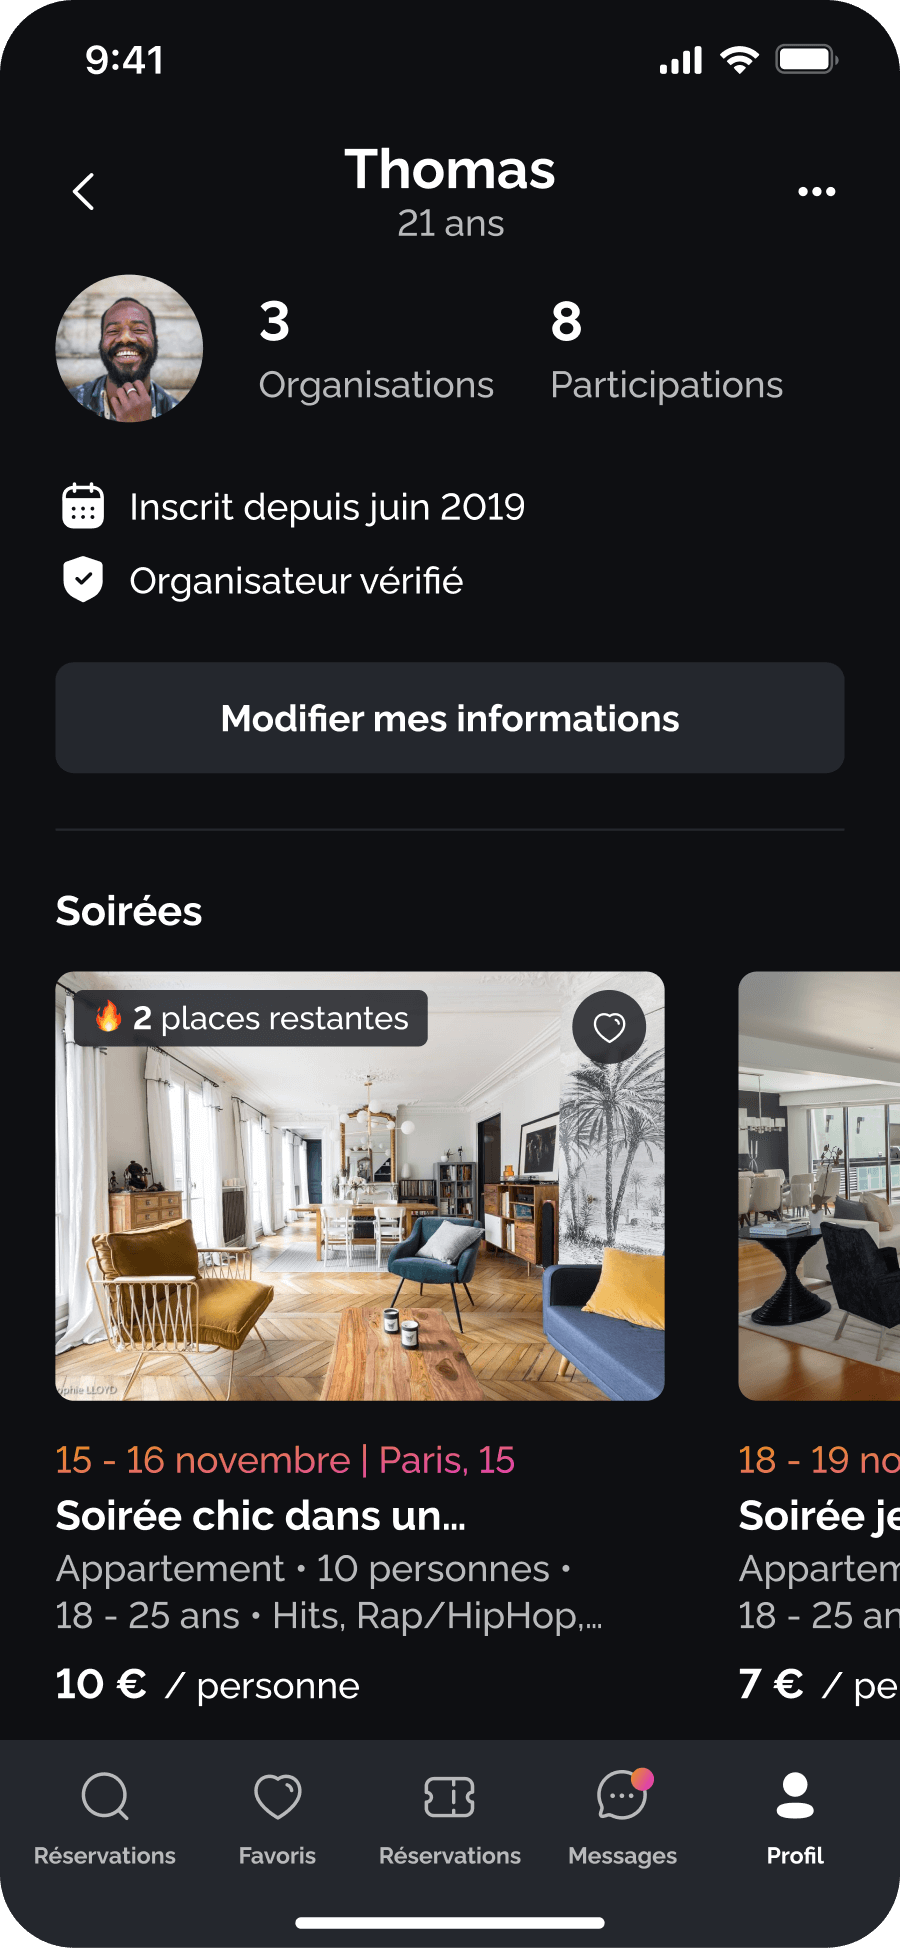 9:41
Thomas
21 ans
3
8
Organisations
Participations
Inscrit depuis juin 2019
Organisateur vérifié
Modifier mes informations
Soirées
2 places restantes
ophie LLOYD
15 - 16 novembre | Paris, 15
18 - 19 no
Soirée chic dans un...
Soirée je
Appartement • 10 personnes •
Appartem
18 - 25 ans • Hits, Rap/HipHop,...
18 - 25 an
10 € / personne
7 € / pe
Réservations
Favoris
Réservations
Messages
Profil